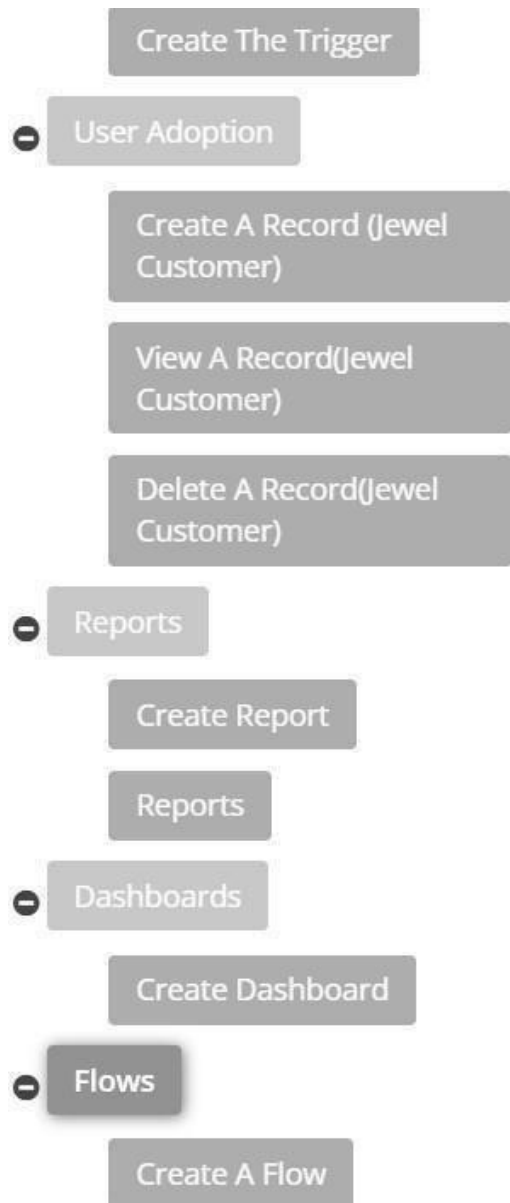 Create The Trigger
User Adoption
Create A Record (Jewel
Customer)
View A Record(Jewel
Customer)
Delete A Record(Jewel
Customer)
Reports
Create Report
Reports
Dashboards
Create Dashboard
Flows
Create A Flow